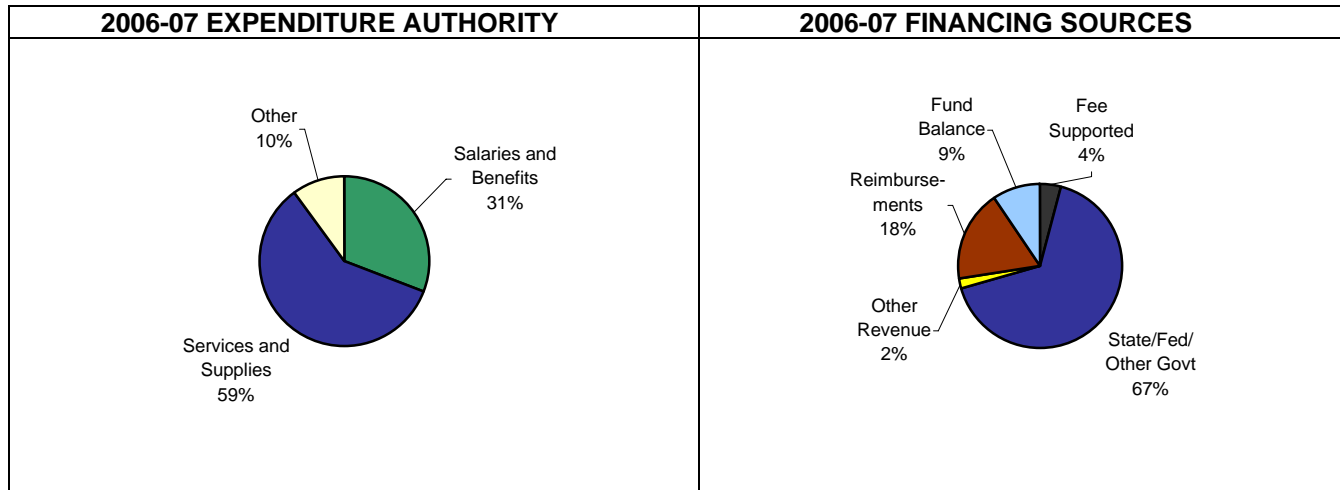 2006-07 EXPENDITURE AUTHORITY
Other
10%
Salaries and
Benefits
31%
Services and
Supplies
59%
2006-07 FINANCING SOURCES
Fund
Balance
9%
Fee
Supported
4%
Reimburse-
ments
18%
Other
Revenue
2%
State/Fed/
Other Govt
67%